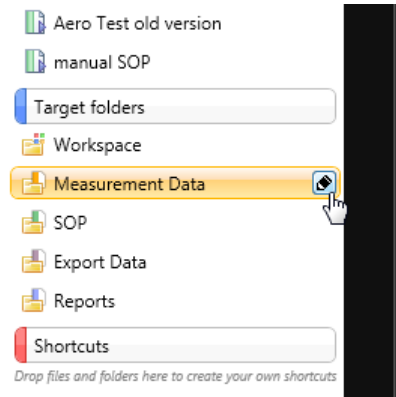 Aero Test old version
manual SOP
Target folders
Workspace
Measurement Data
SOP
Export Data
Reports
Shortcuts
Drop files and folders here to create your own shortcuts